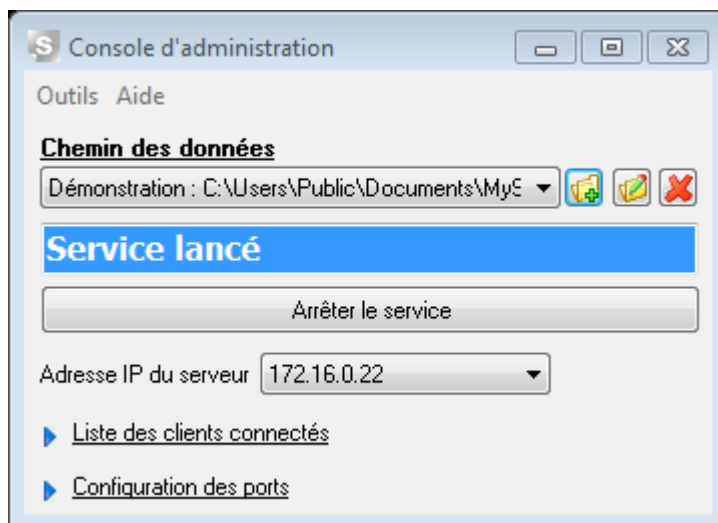 Console d'administration
Outils Aide
Chemin des données
Démonstration : C:\Users\Public\Documents\MyS
Service lancé
Arrêter le service
Adresse IP du serveur 172.16.0.22
Liste des clients connectés
Configuration des ports